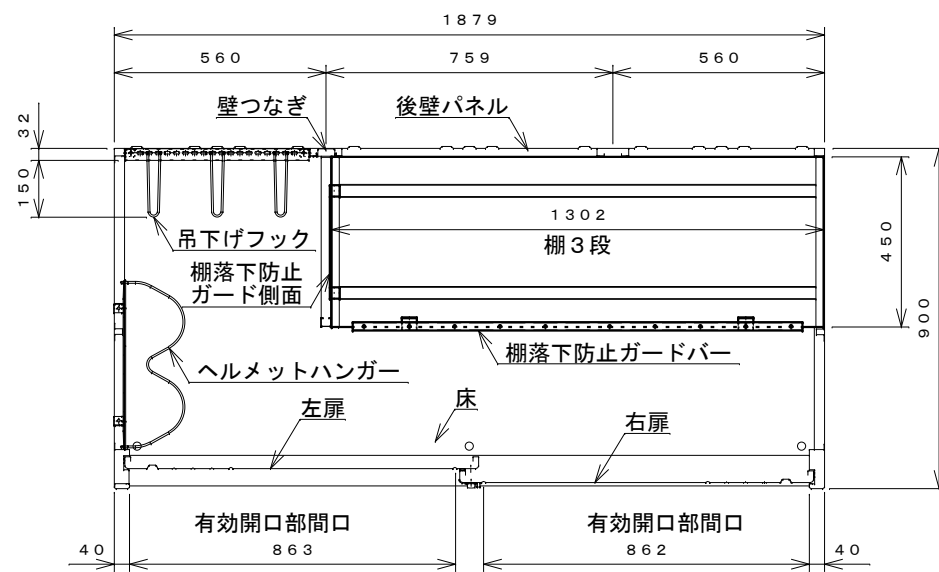 1879
560
759
560
壁つなぎ
後壁パネル
32
150
吊下げフック
1302
棚3段
450
900
棚落下防止
ガード側面
棚落下防止ガードバー
ヘルメットハンガー
左扉
床
右扉
有効開口部間口
有効開口部間口
40
863
862
40